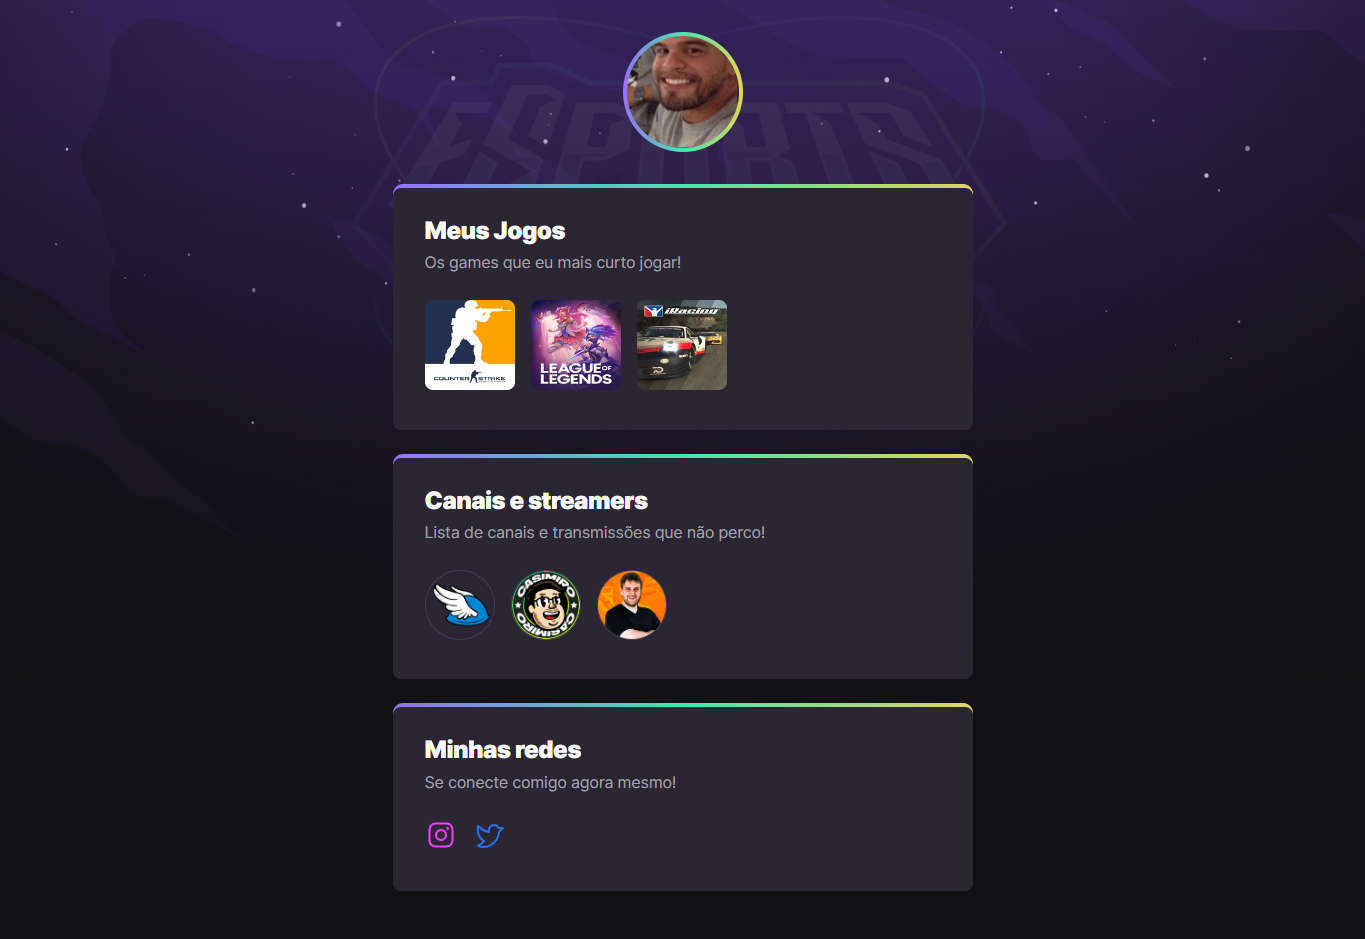 ESPORTS
Meus Jogos
Os games que eu mais curto jogar!
COUNTER STRIKE
LEAGUE OF
LEGENDS
iRacing
Canais e streamers
Lista de canais e transmissões que não perco!
CASIMIRO
CASIMIRO
Minhas redes
Se conecte comigo agora mesmo!